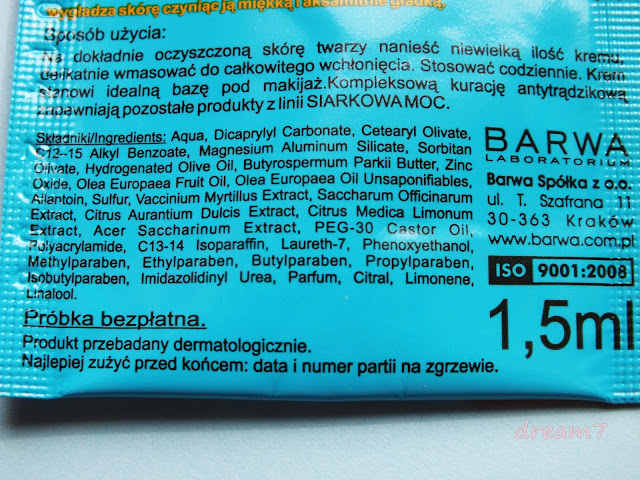 wygładza skórę czyniąc ją miękką i aksamitnie gładką.
Sposób użycia:
Na dokładnie oczyszczoną skórę twarzy nanieść niewielką ilość kremu,
delikatnie wmasować do całkowitego wchłonięcia. Stosować codziennie. Krem
stanowi idealną bazę pod makijaż.Kompleksową kurację antytrądzikową
zapewniają pozostałe produkty z linii SIARKOWA MOC.
Składniki/Ingredients: Aqua, Dicaprylyl Carbonate, Cetearyl Olivate,
C12--15 Alkyl Benzoate, Magnesium Aluminum Silicate, Sorbitan
Olivate, Hydrogenated Olive Oil, Butyrospermum Parkii Butter, Zinc
Oxide, Olea Europaea Fruit Oil, Olea Europaea Oil Unsaponifiables,
Allantoin, Sulfur, Vaccinium Myrtillus Extract, Saccharum Officinarum
Extract, Citrus Aurantium Dulcis Extract, Citrus Medica Limonum
Extract, Acer Saccharinum Extract, PEG-30 Castor Oil,
Polyacrylamide, C13-14 Isoparaffin, Laureth-7, Phenoxyethanol,
Methylparaben, Ethylparaben, Butylparaben, Propylparaben,
Isobutylparaben, Imidazolidinyl Urea, Parfum, Citral, Limonene,
Linalool.
BARWA
LABORATORIUM
Barwa Spółka z o.o.
ul. T. Szafrana 11
30-363 Kraków
www.barwa.com.pl
ISO 9001:2008
1,5ml
Próbka bezpłatna.
Produkt przebadany dermatologicznie.
Najlepiej zużyć przed końcem: data i numer partii na zgrzewie.
dream7